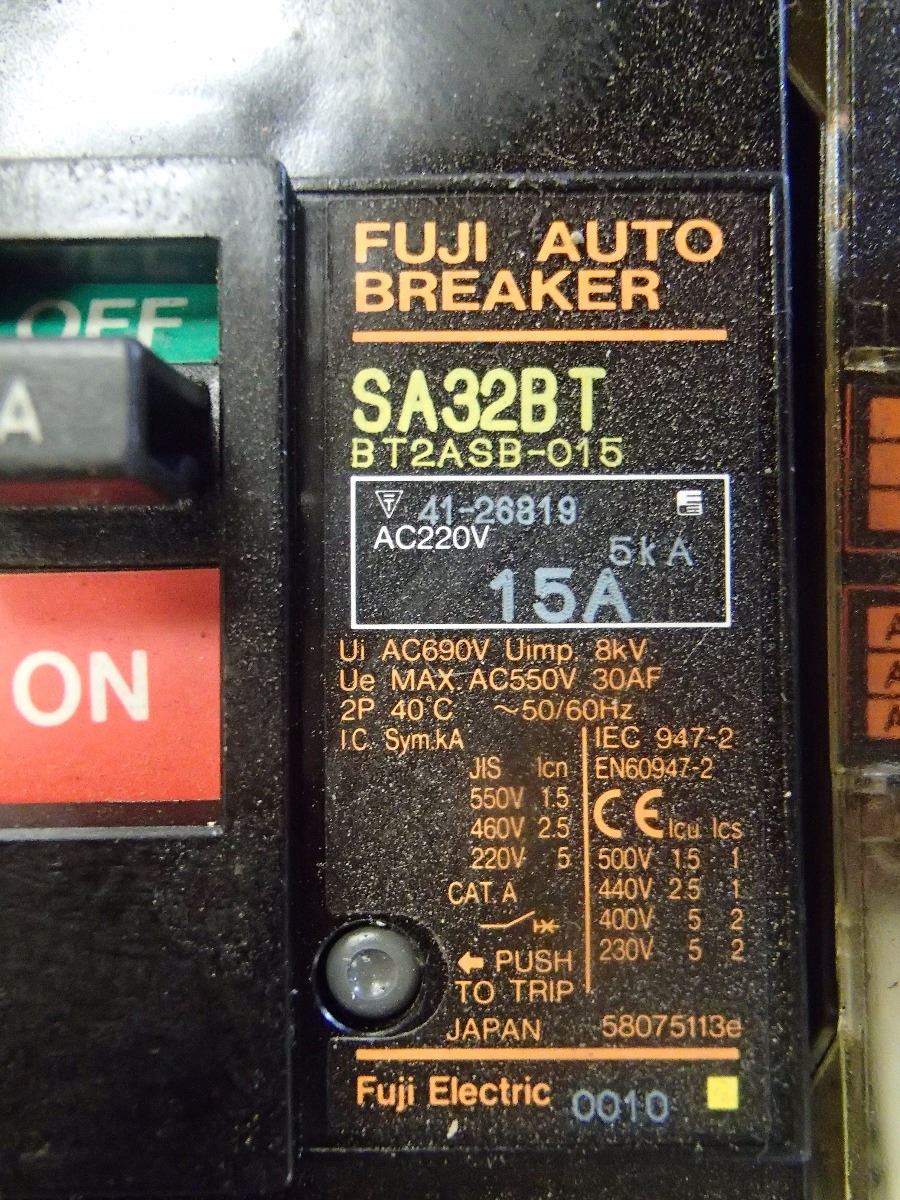 OFF
A
ON
FUJI AUTO
BREAKER
SA32BT
BT2ASB-015
41-26819
AC220V
5kA
15A
Ui AC690V Uimp. 8kV
Ue MAX. AC550V 30AF
2P 40°C ~50/60Hz
I.C. Sym.kA
JIS Icn
550V 1.5
460V 2.5
220V 5
CAT. A
IEC 947-2
EN60947-2
CE Icu Ics
500V 1.5 1
440V 2.5 1
400V 5 2
230V 5 2
← PUSH
TO TRIP
JAPAN 58075113e
Fuji Electric 0010
A
A
A